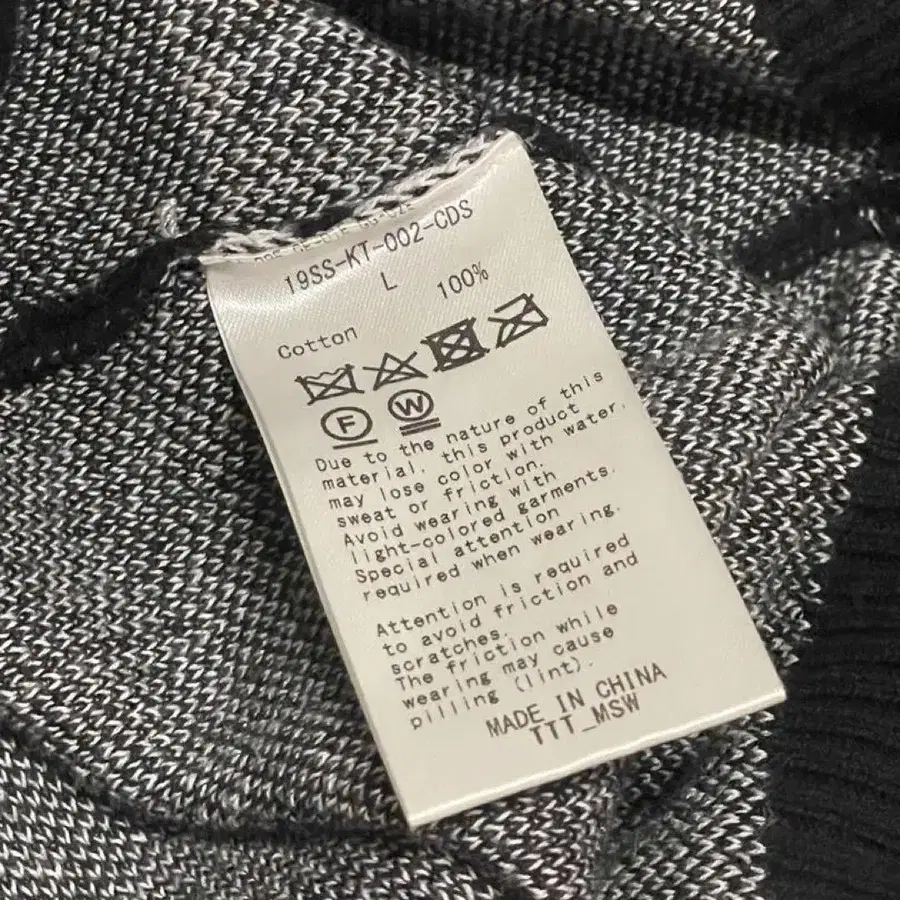 19SS-KT-002-CDS
L
100%
Cotton
F W
Due to the nature of this
material, this product
may lose color with water,
sweat or friction.
Avoid wearing with
light-colored garments.
Special attention
required when wearing.
Attention is required
to avoid friction and
scratches.
The friction while
wearing may cause
pilling (lint).
MADE IN CHINA
TTT_MSW